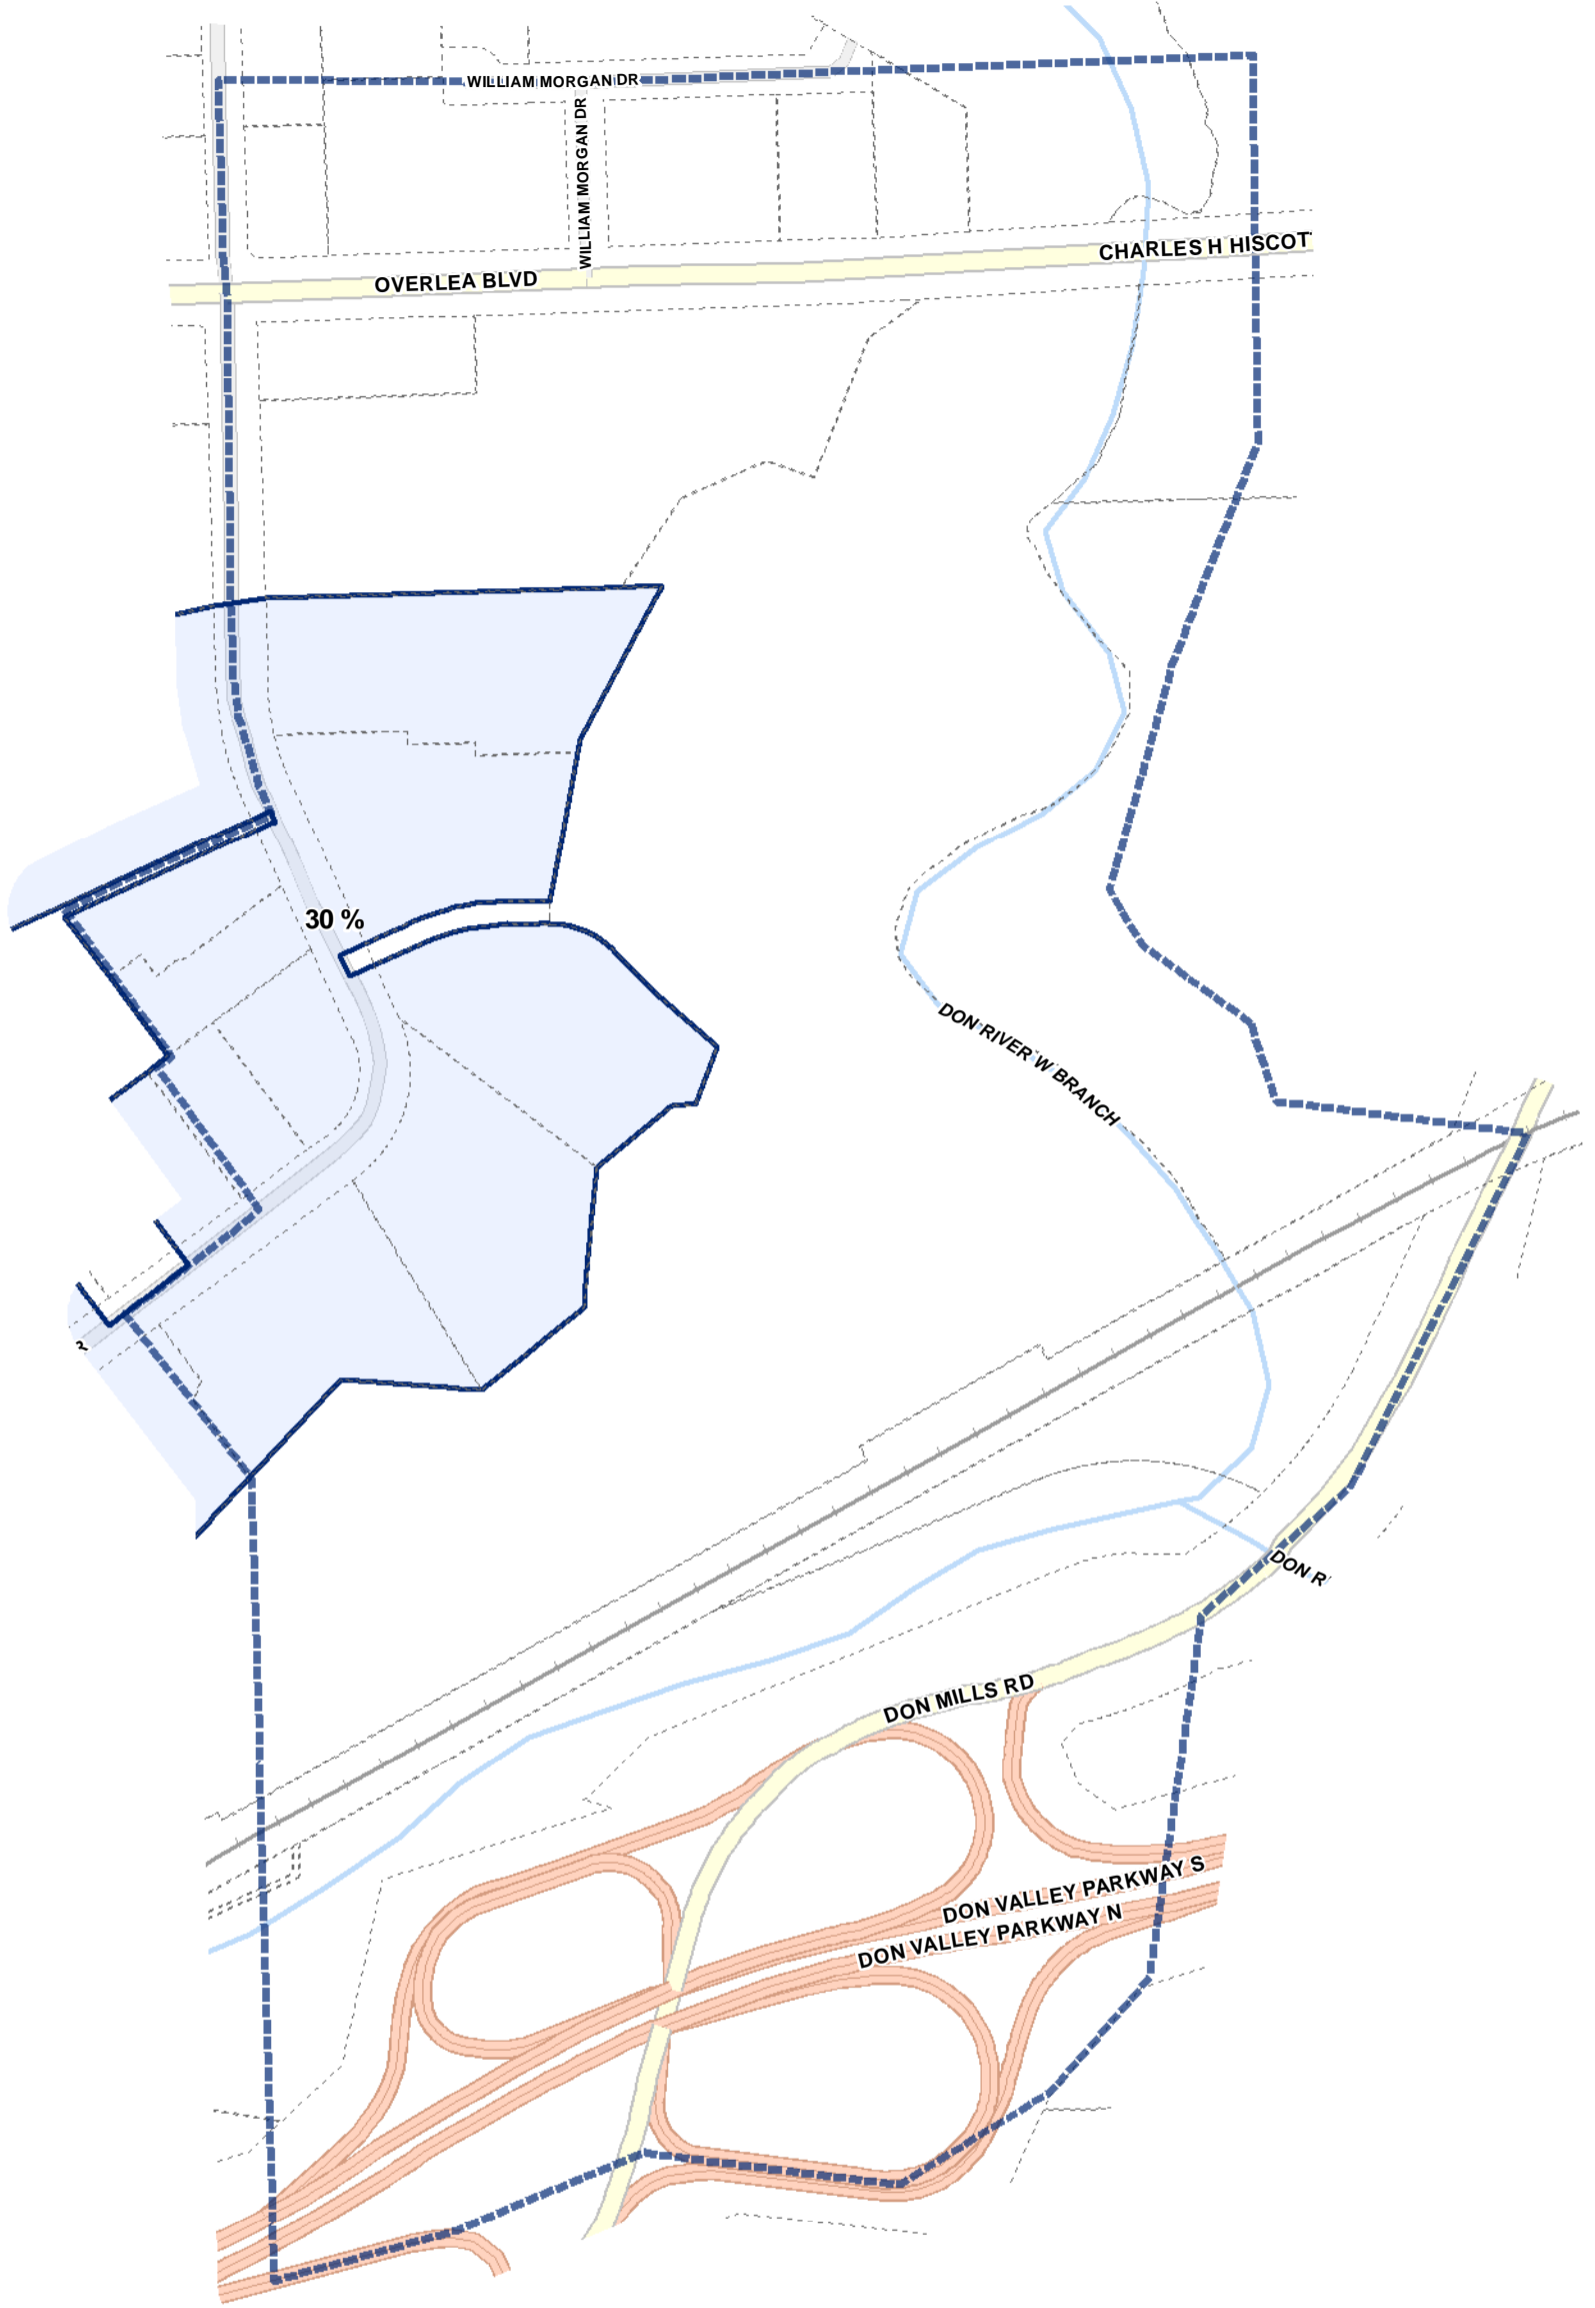 WILLIAM MORGAN DR
WILLIAM MORGAN DR
CHARLES H HISCOT
OVERLEA BLVD
30 %
DON RIVER W BRANCH
R
DON R
DON MILLS RD
DON VALLEY PARKWAY S
DON VALLEY PARKWAY N